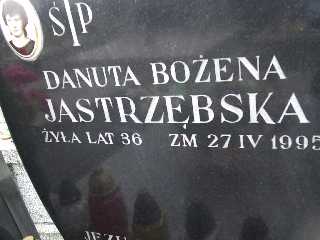 ŚP
DANUTA BOŻENA
JASTRZĘBSKA
ŻYŁA LAT 36 ZM 27 IV 1995